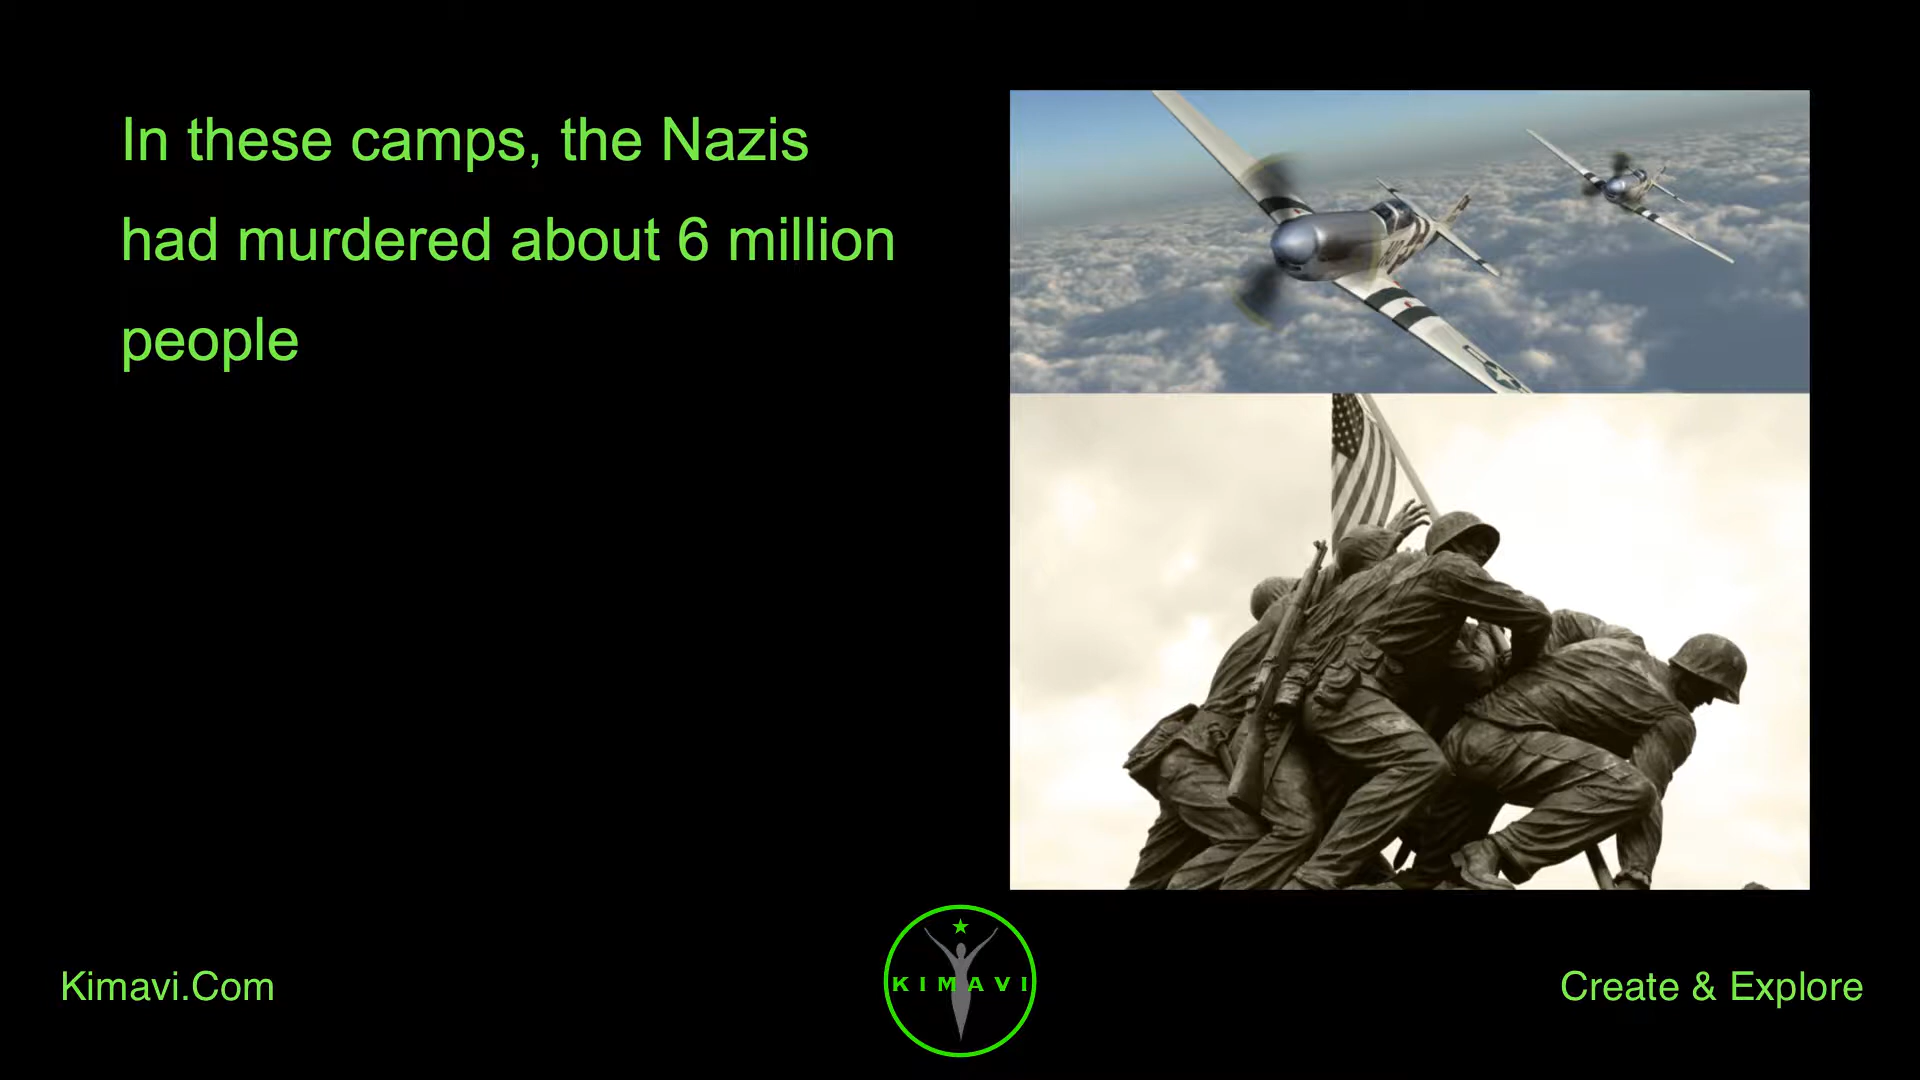 In these camps, the Nazis
had murdered about 6 million
people
KIMAVI
Kimavi.Com
Create & Explore